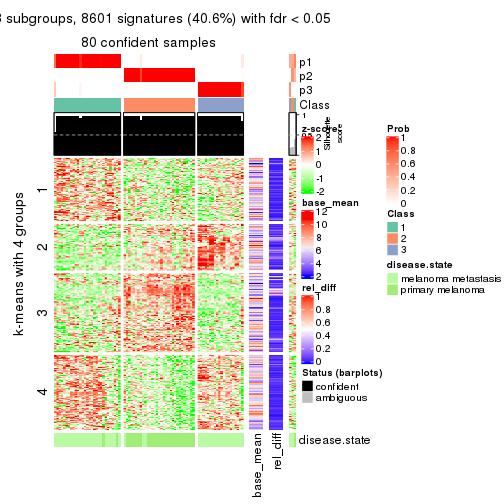 3 subgroups, 8601 signatures (40.6%) with fdr < 0.05
80 confident samples
p1
p2
p3
Class
1
Silhouette
score
z-score
2
1
0
-1
-2
base_mean
12
10
8
6
4
2
rel_diff
1
0.8
0.6
0.4
0.2
0
Status (barplots)
confident
ambiguous
Prob
1
0.8
0.6
0.4
0.2
0
Class
1
2
3
disease.state
melanoma metastasis
primary melanoma
k-means with 4 groups
1
2
3
4
disease.state
base_mean
rel_diff